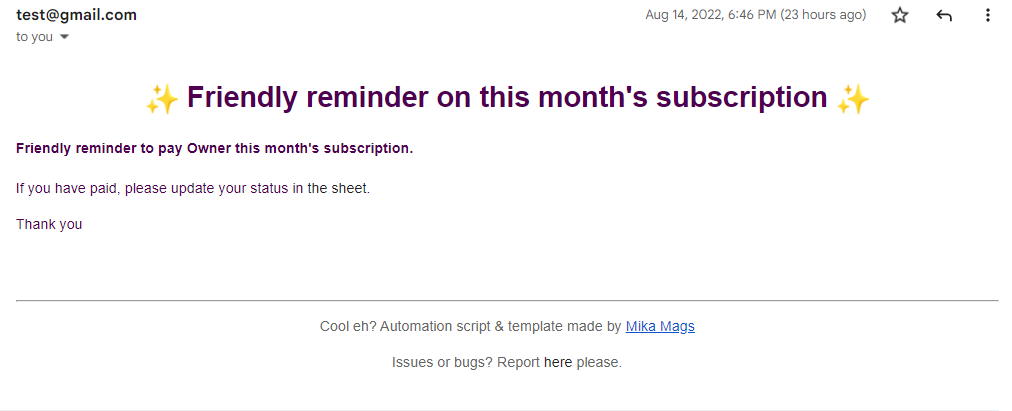 test@gmail.com
Aug 14, 2022, 6:46 PM (23 hours ago)
to you
✨ Friendly reminder on this month's subscription ✨
Friendly reminder to pay Owner this month's subscription.
If you have paid, please update your status in the sheet.
Thank you
Cool eh? Automation script & template made by Mika Mags
Issues or bugs? Report here please.